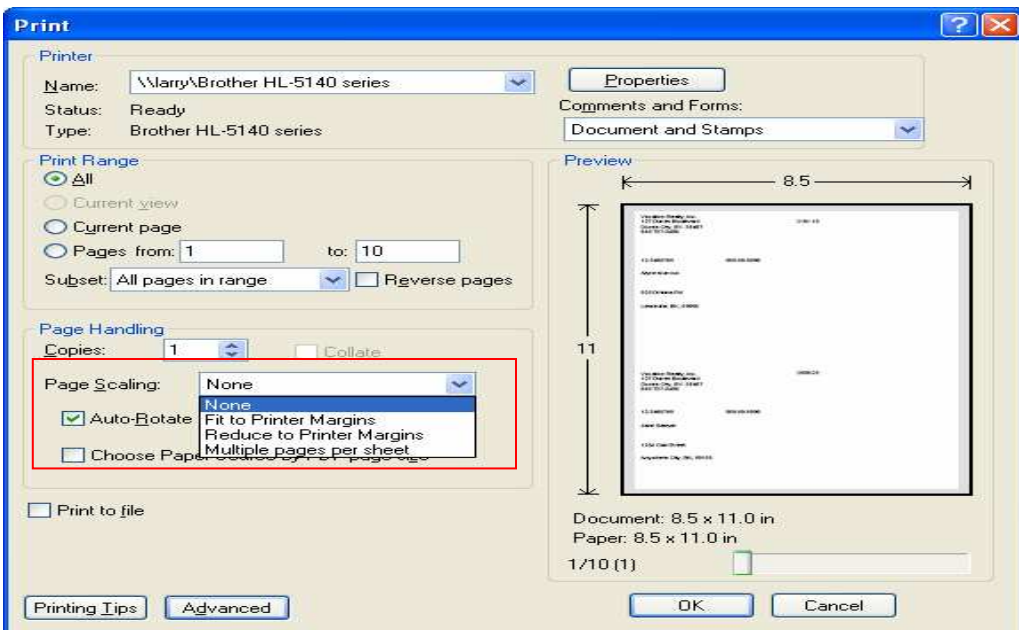 Print
Printer
Name: \\larry\Brother HL-5140 series
Properties
Status: Ready
Comments and Forms:
Type: Brother HL-5140 series
Document and Stamps
Print Range
All
Current view
Current page
Pages from: 1 to: 10
Subset: All pages in range Reverse pages
Page Handling
Copies: 1 Collate
Page Scaling: None
None
Auto-Rotate
Fit to Printer Margins
Reduce to Printer Margins
Multiple pages per sheet
Choose
Print to file
Printing Tips
Advanced
Preview
8.5
11
Document: 8.5 x 11.0 in
Paper: 8.5 x 11.0 in
1/10 (1)
OK
Cancel